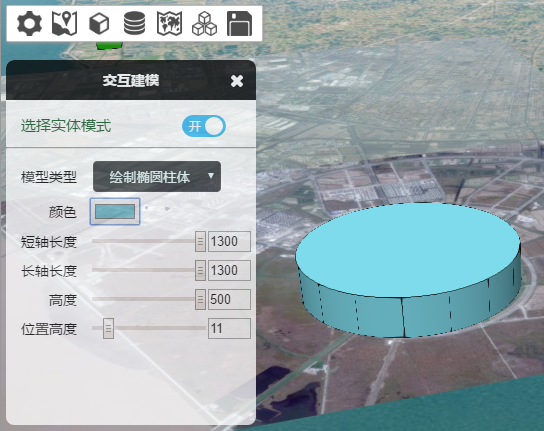 交互建模
选择实体模式 开
模型类型 绘制椭圆柱体
颜色
短轴长度 1300
长轴长度 1300
高度 500
位置高度 11